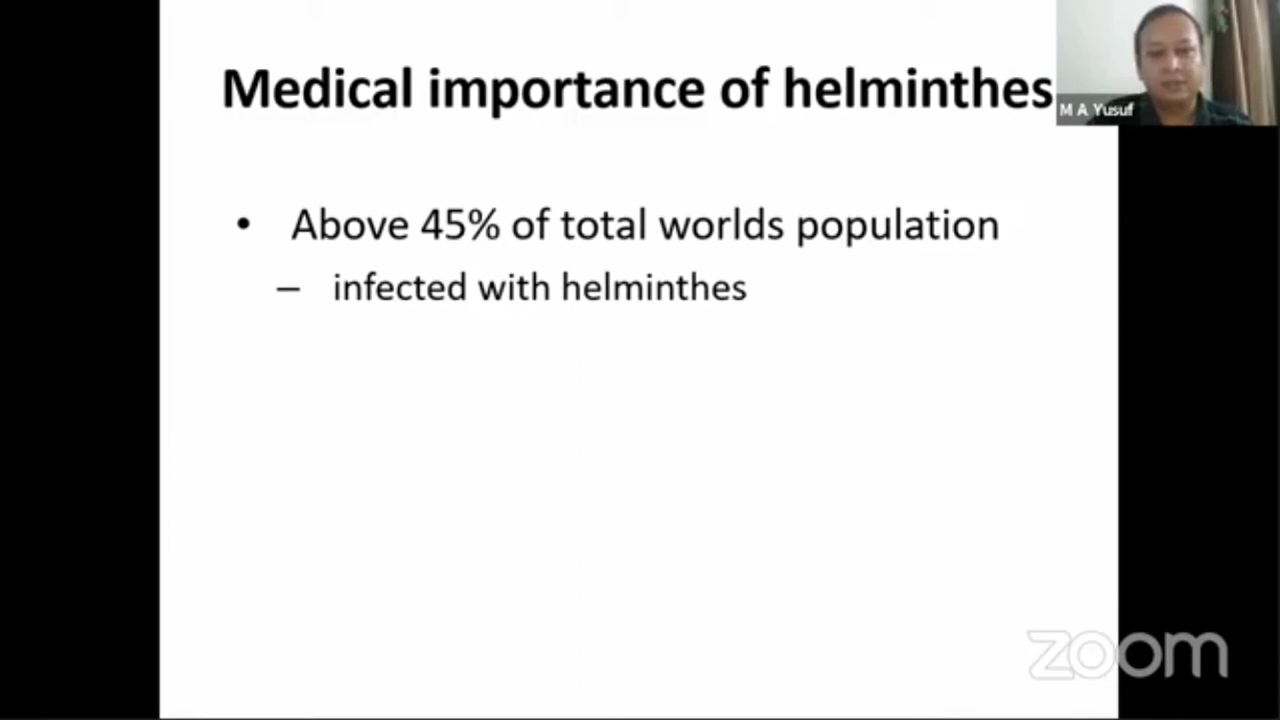 Medical importance of helminthes
M A Yusuf
• Above 45% of total worlds population
– infected with helminthes
zoom